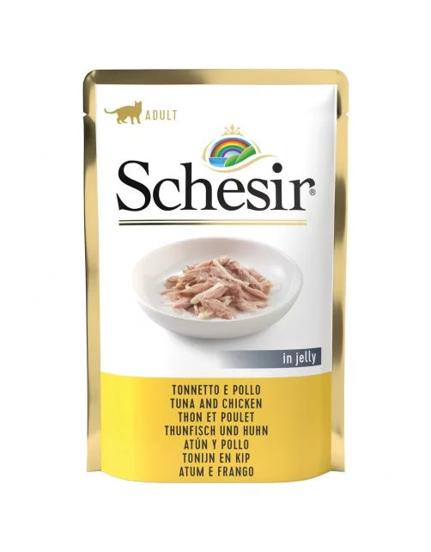 ADULT
Schesir®
in jelly
TONNETTO E POLLO
TUNA AND CHICKEN
THON ET POULET
THUNFISCH UND HUHN
ATÚN Y POLLO
TONIJN EN KIP
ATUM E FRANGO